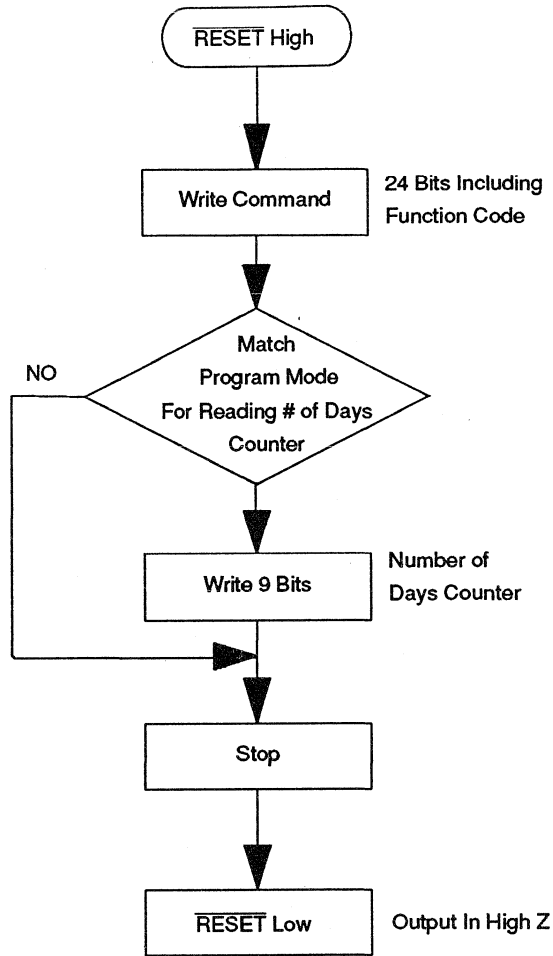 RESET High
Write Command
24 Bits Including
Function Code
Match
Program Mode
For Reading # of Days
Counter
NO
Write 9 Bits
Number of
Days Counter
Stop
RESET Low
Output In High Z